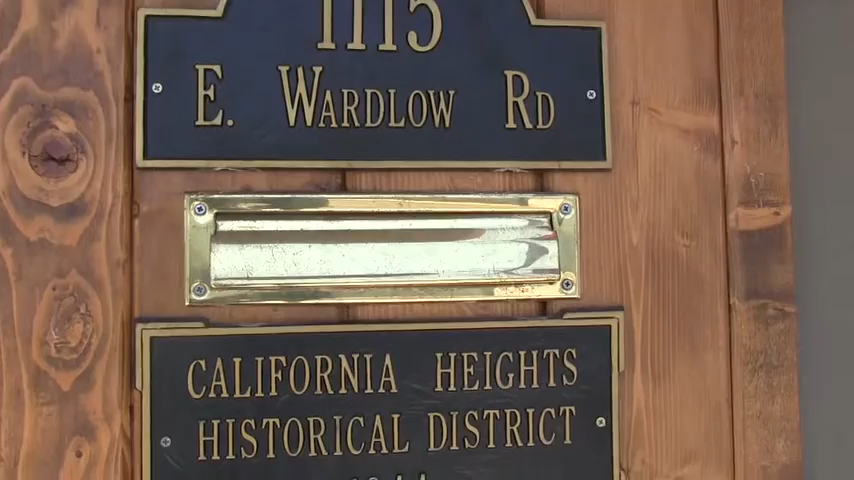 1115
E. WARDLOW RD
CALIFORNIA HEIGHTS
HISTORICAL DISTRICT